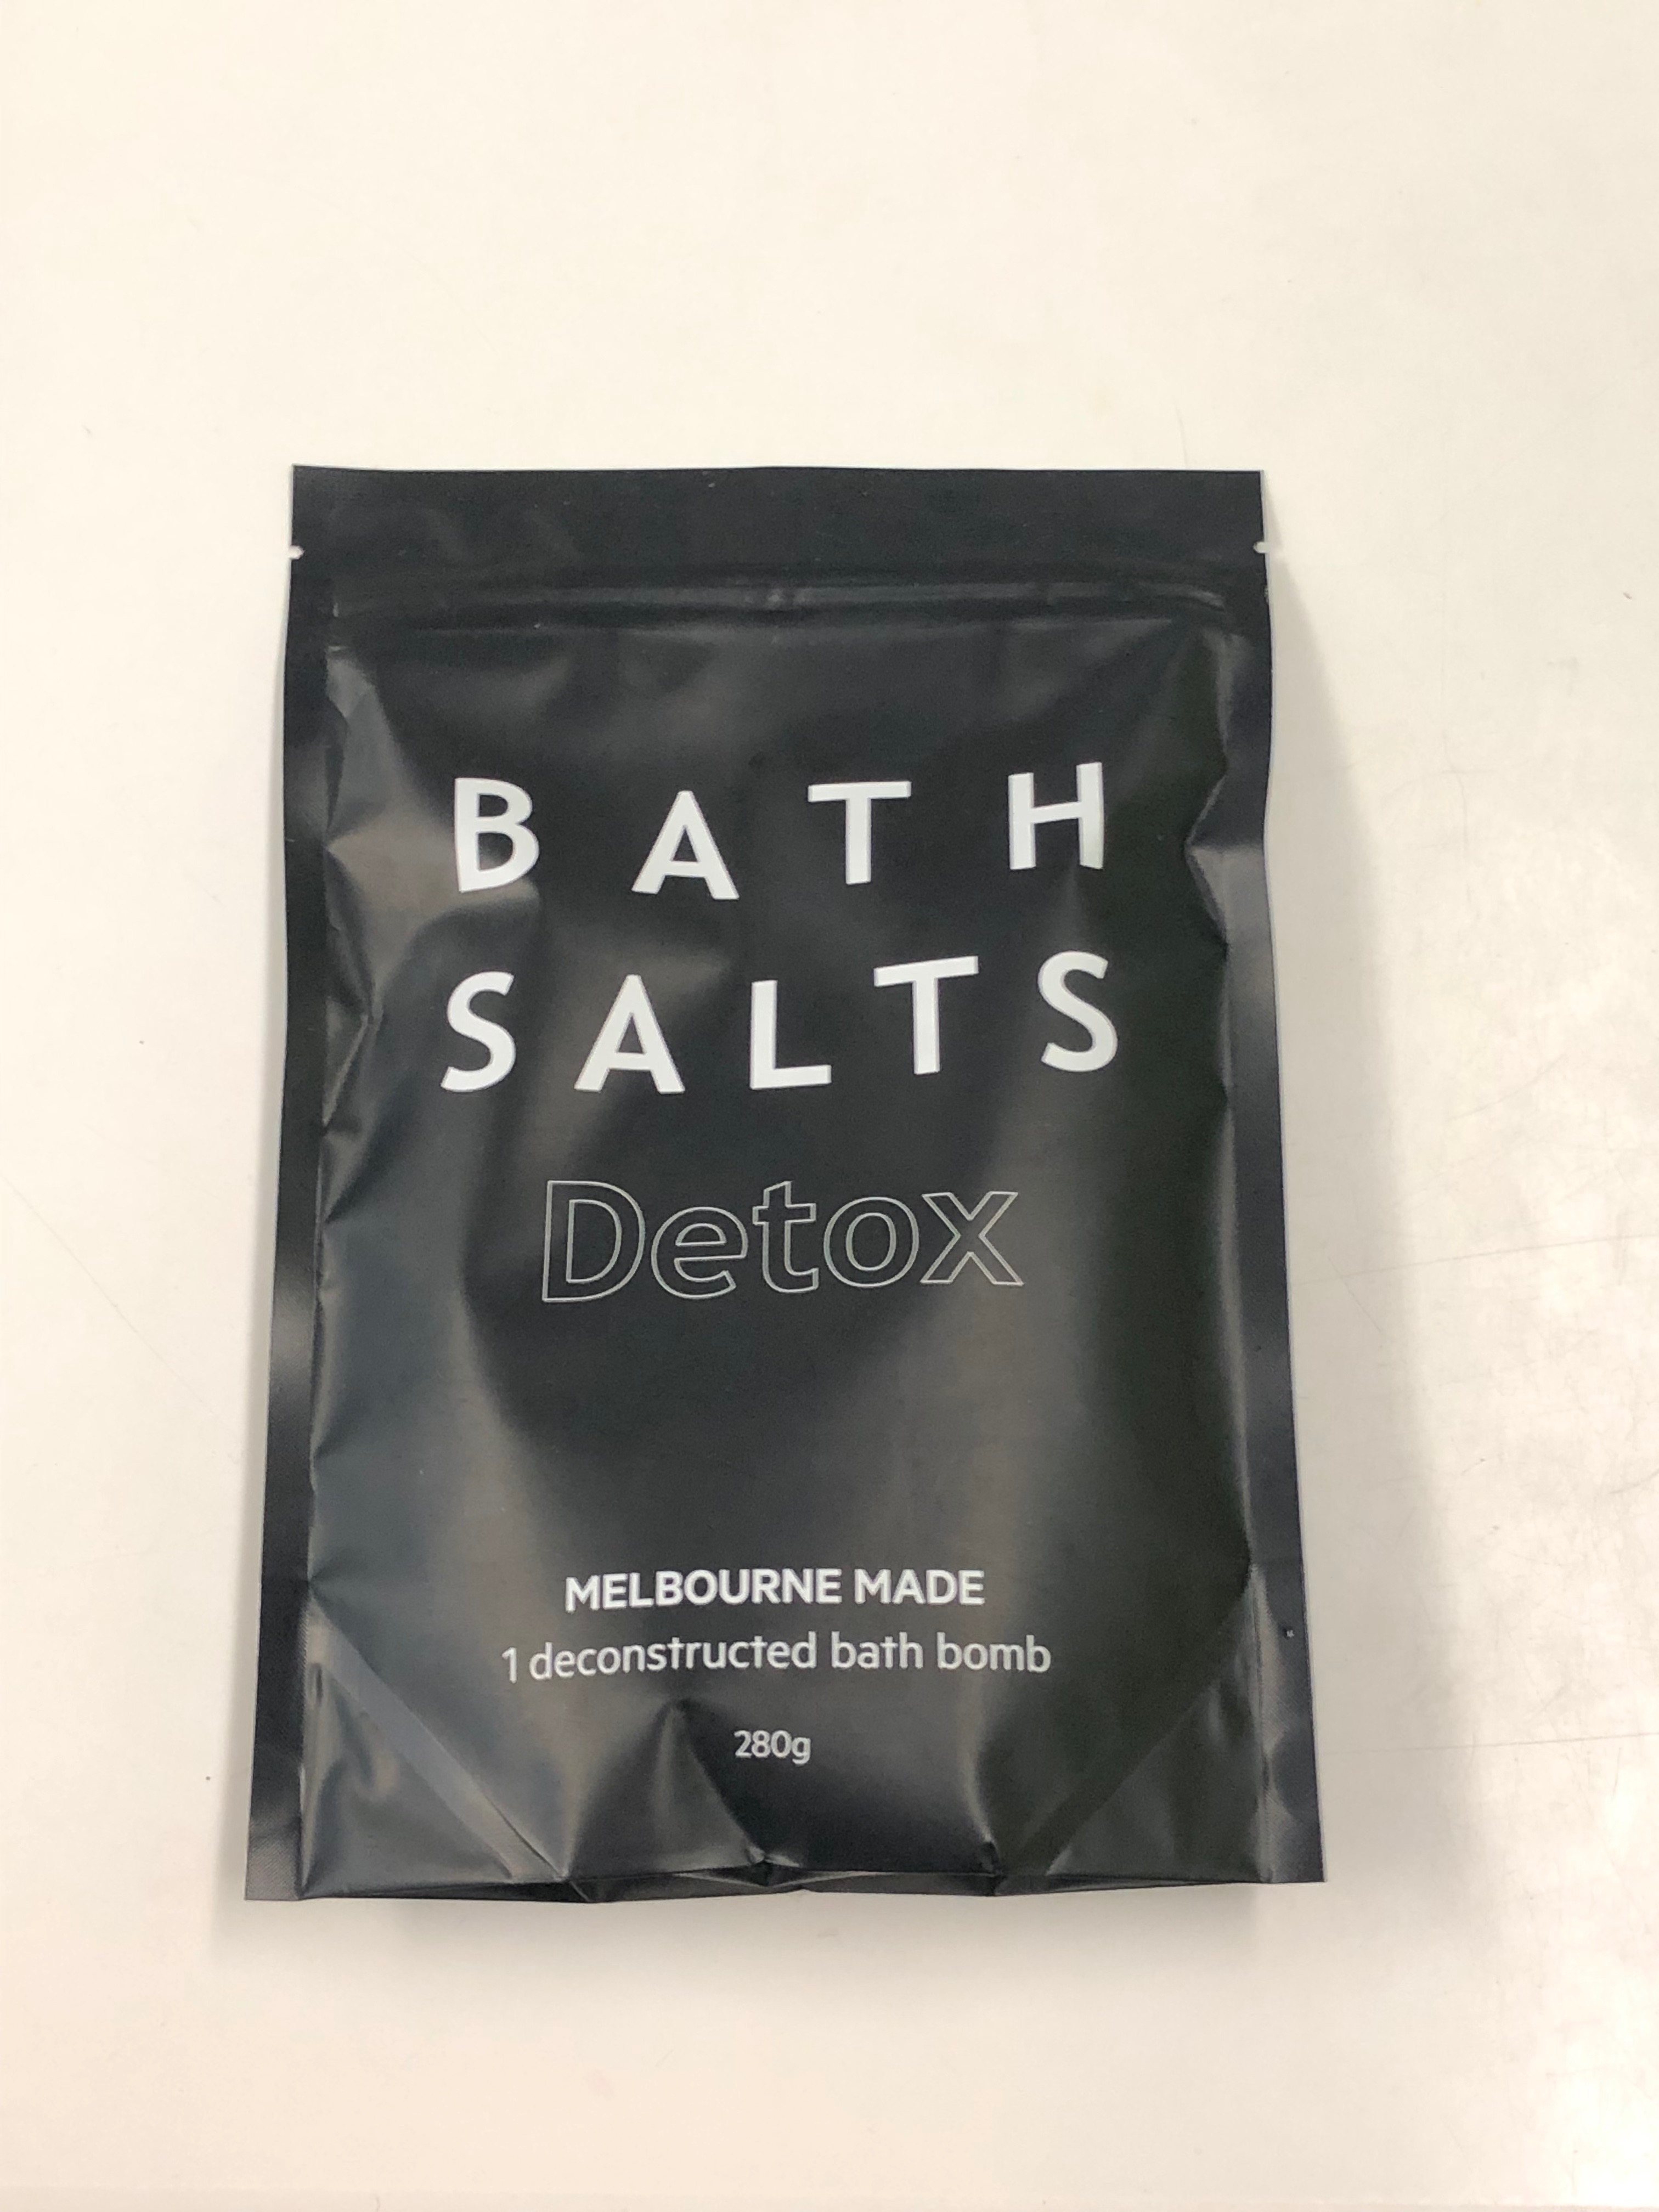 BATH
SALTS
Detox
MELBOURNE MADE
1 deconstructed bath bomb
280g